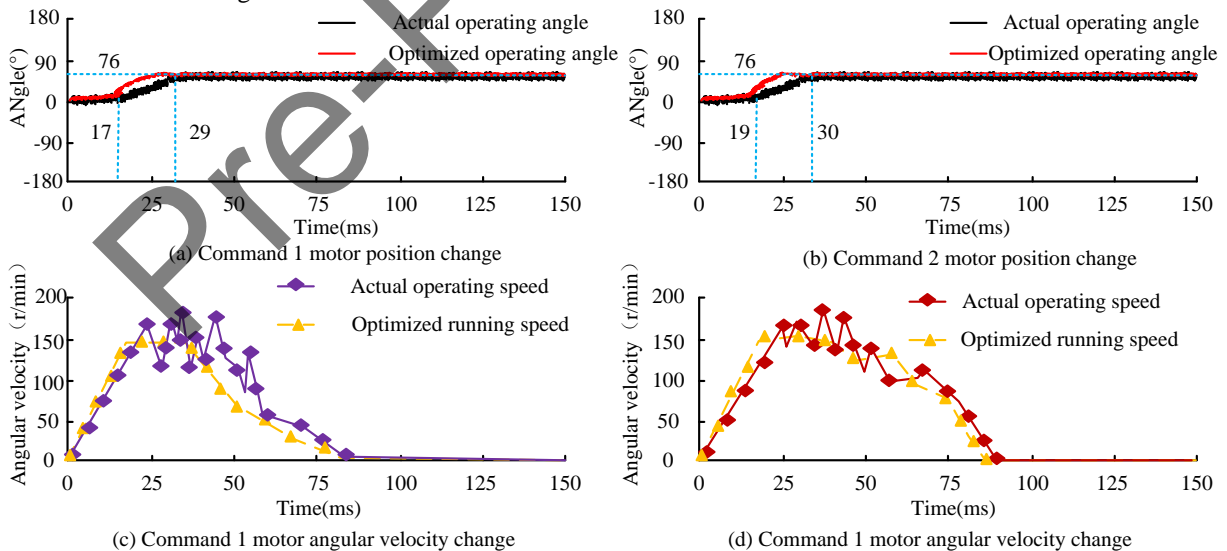 180
Actual operating angle
Optimized operating angle
90
76
ANgle(°)
0
17
29
-90
-180
0 25 50 75 100 125 150
Time(ms)
(a) Command 1 motor position change
180
Actual operating angle
Optimized operating angle
90
76
ANgle(°)
0
19
30
-90
-180
0 25 50 75 100 125 150
Time(ms)
(b) Command 2 motor position change
200
Actual operating speed
Optimized running speed
150
Angular velocity（r/min）
100
50
0
0 25 50 75 100 125 150
Time(ms)
(c) Command 1 motor angular velocity change
200
Actual operating speed
Optimized running speed
150
Angular velocity（r/min）
100
50
0
0 25 50 75 100 125 150
Time(ms)
(d) Command 1 motor angular velocity change
Pre-